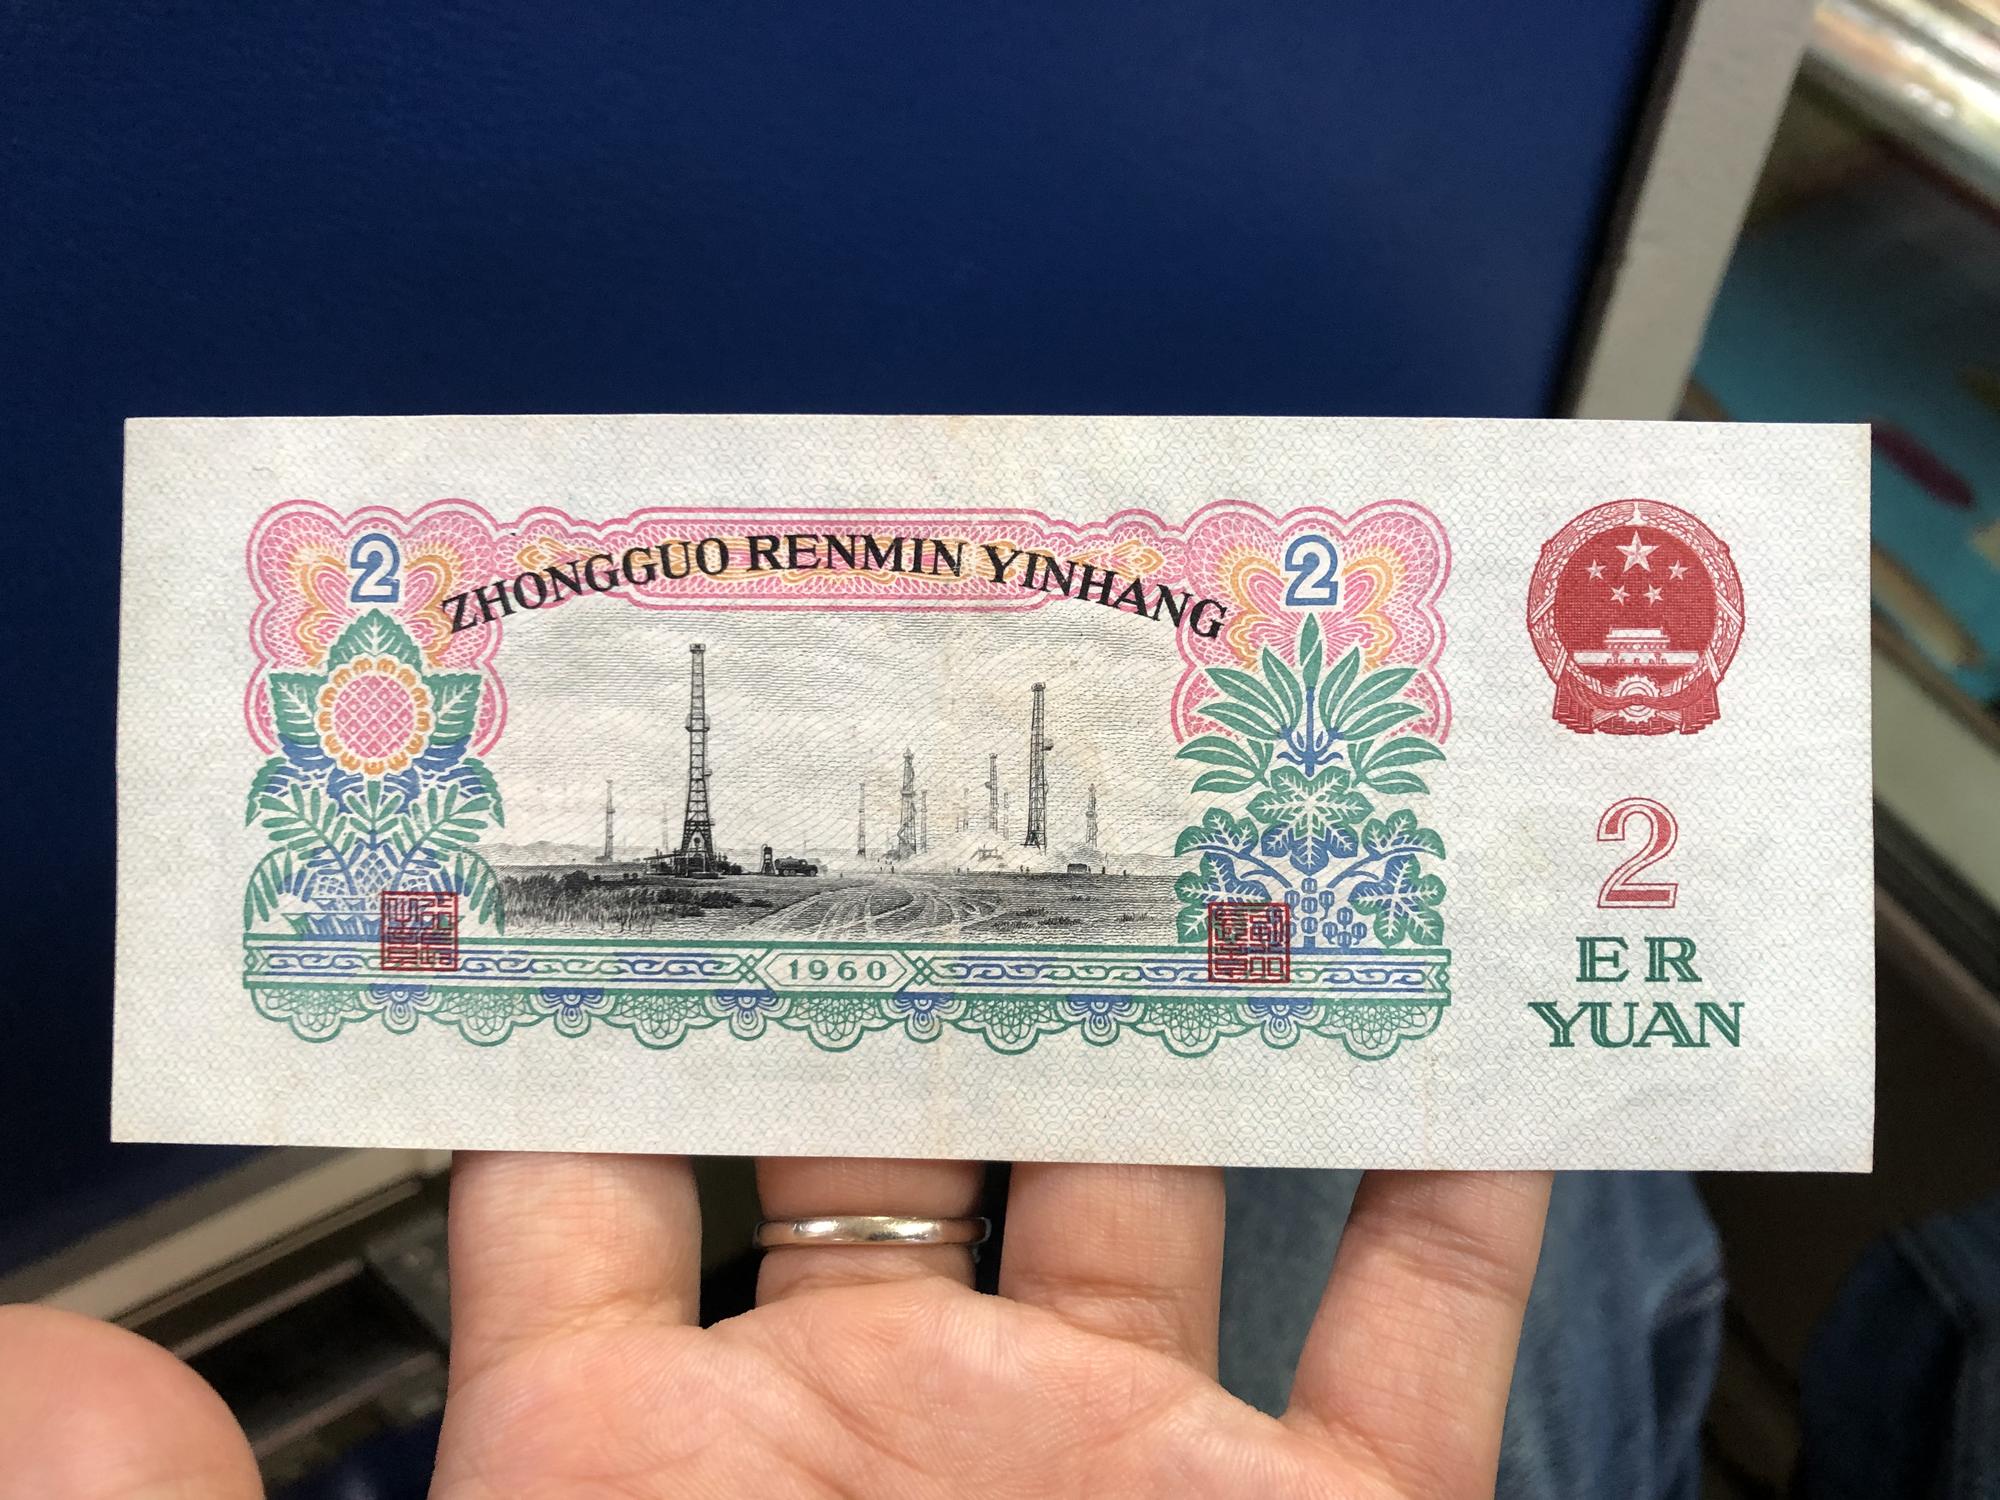 2
ZHONGGUO RENMIN YINHANG
2
2
ER
YUAN
1960